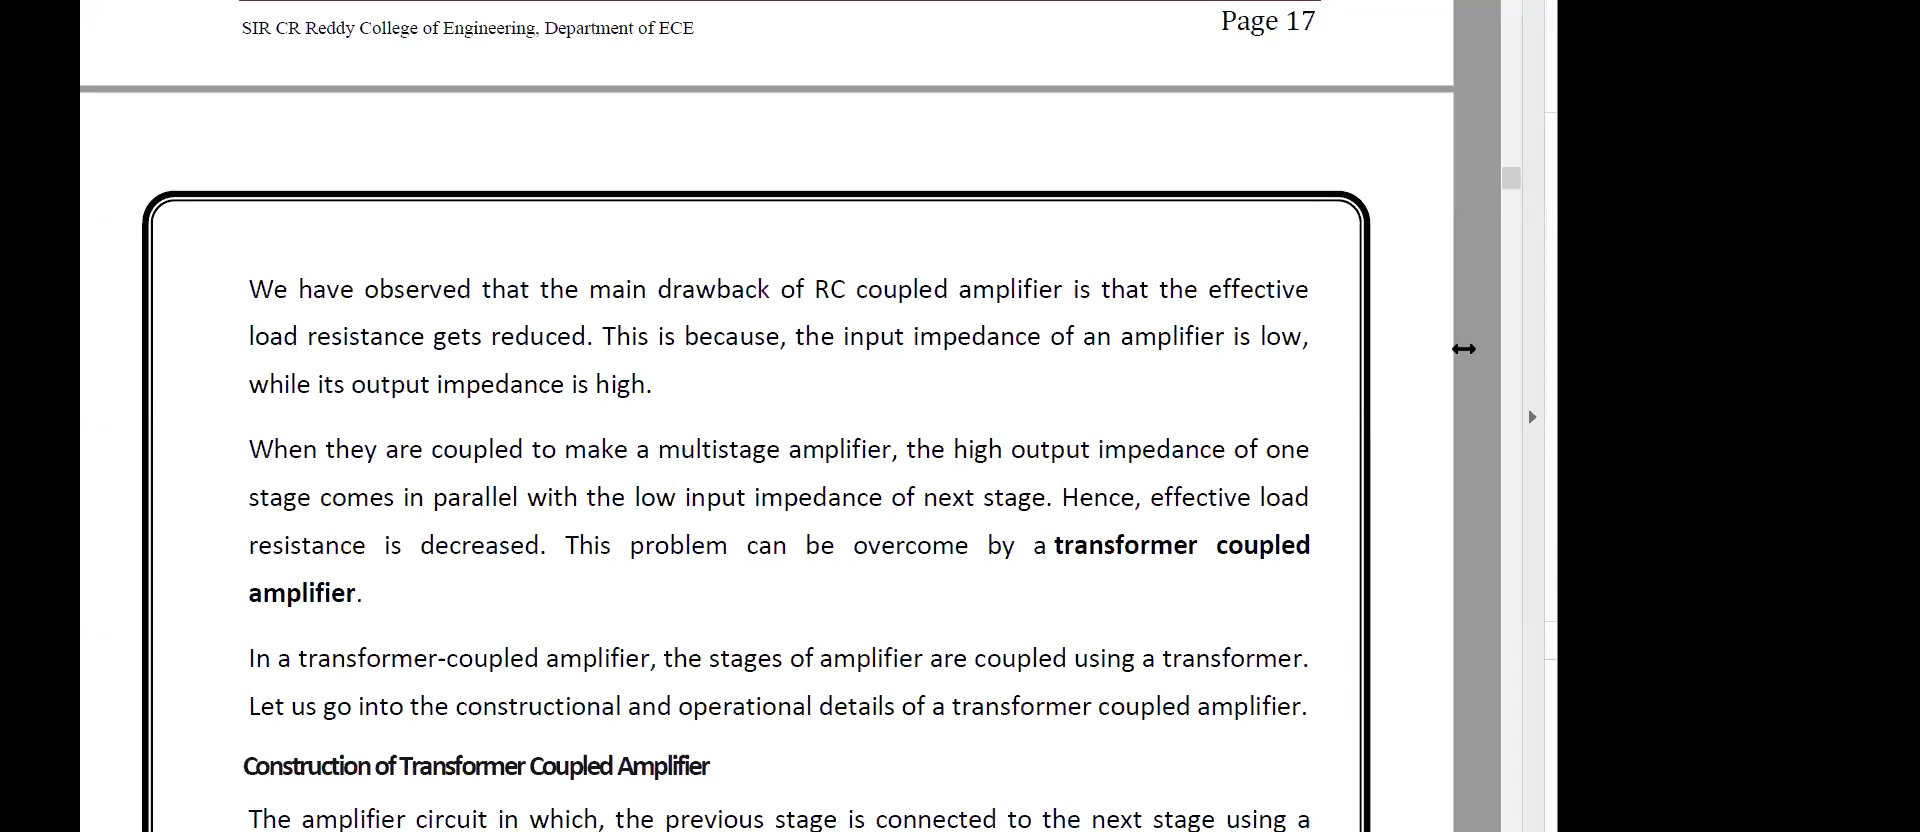 SIR CR Reddy College of Engineering, Department of ECE
Page 17
We have observed that the main drawback of RC coupled amplifier is that the effective
load resistance gets reduced. This is because, the input impedance of an amplifier is low,
while its output impedance is high.
When they are coupled to make a multistage amplifier, the high output impedance of one
stage comes in parallel with the low input impedance of next stage. Hence, effective load
resistance is decreased. This problem can be overcome by a transformer coupled
amplifier.
In a transformer-coupled amplifier, the stages of amplifier are coupled using a transformer.
Let us go into the constructional and operational details of a transformer coupled amplifier.
Construction of Transformer Coupled Amplifier
The amplifier circuit in which, the previous stage is connected to the next stage using a